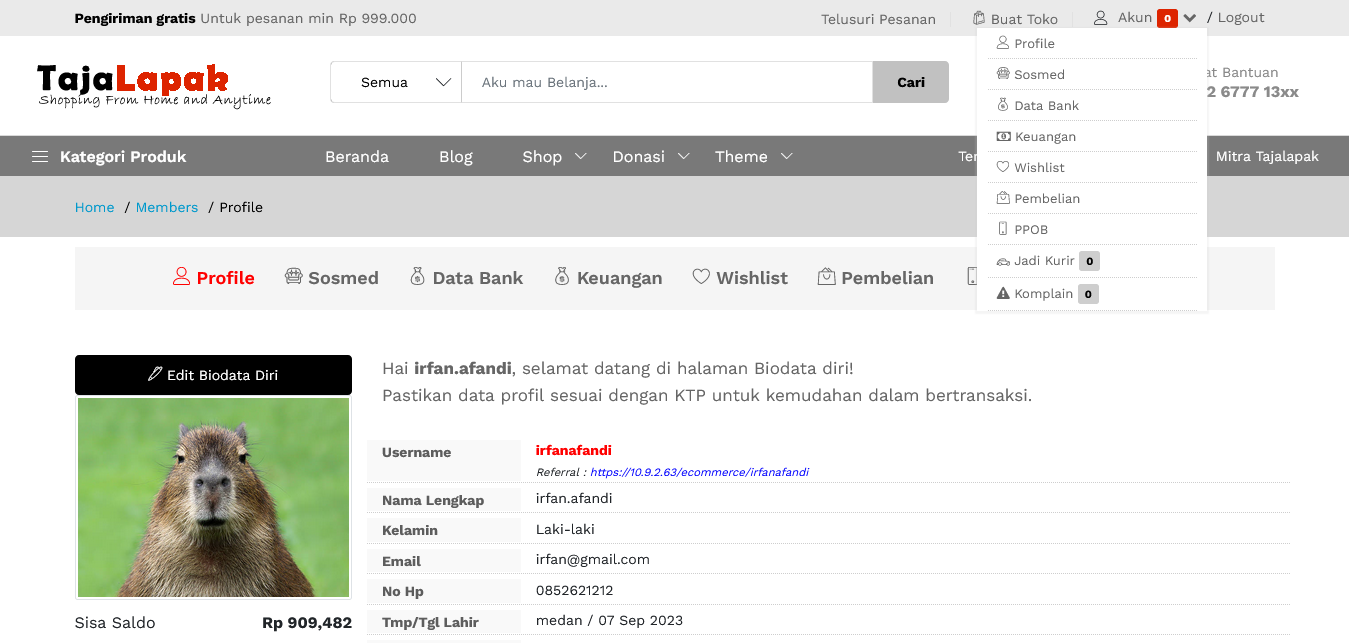 Pengiriman gratis Untuk pesanan min Rp 999.000
Telusuri Pesanan
Buat Toko
Akun 0 / Logout
TajaLapak
Shopping From Home and Anytime
Semua
Aku mau Belanja...
Cari
Profile
Sosmed
Data Bank
Keuangan
Wishlist
Pembelian
PPOB
Jadi Kurir 0
Komplain 0
at Bantuan
2 6777 13xx
Kategori Produk
Beranda
Blog
Shop
Donasi
Theme
Ter
Mitra Tajalapak
Home / Members / Profile
Profile
Sosmed
Data Bank
Keuangan
Wishlist
Pembelian
Edit Biodata Diri
Hai irfan.afandi, selamat datang di halaman Biodata diri!
Pastikan data profil sesuai dengan KTP untuk kemudahan dalam bertransaksi.
Username irfanafandi
Referral : https://10.9.2.63/ecommerce/irfanafandi
Nama Lengkap irfan.afandi
Kelamin Laki-laki
Email irfan@gmail.com
No Hp 0852621212
Tmp/Tgl Lahir medan / 07 Sep 2023
Sisa Saldo Rp 909,482